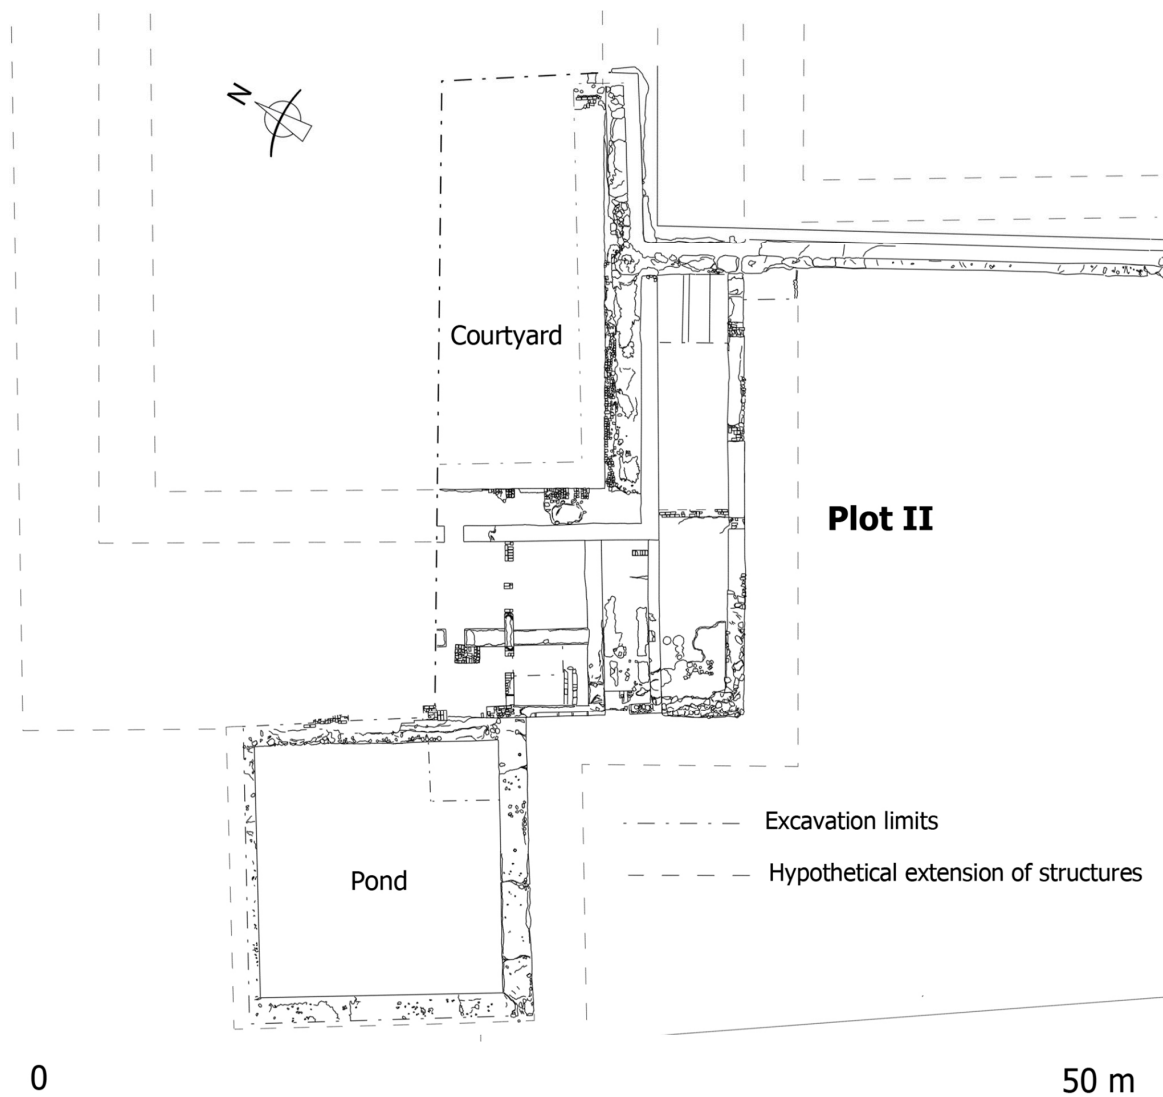 N
Courtyard
Plot II
Excavation limits
Hypothetical extension of structures
Pond
0
50 m